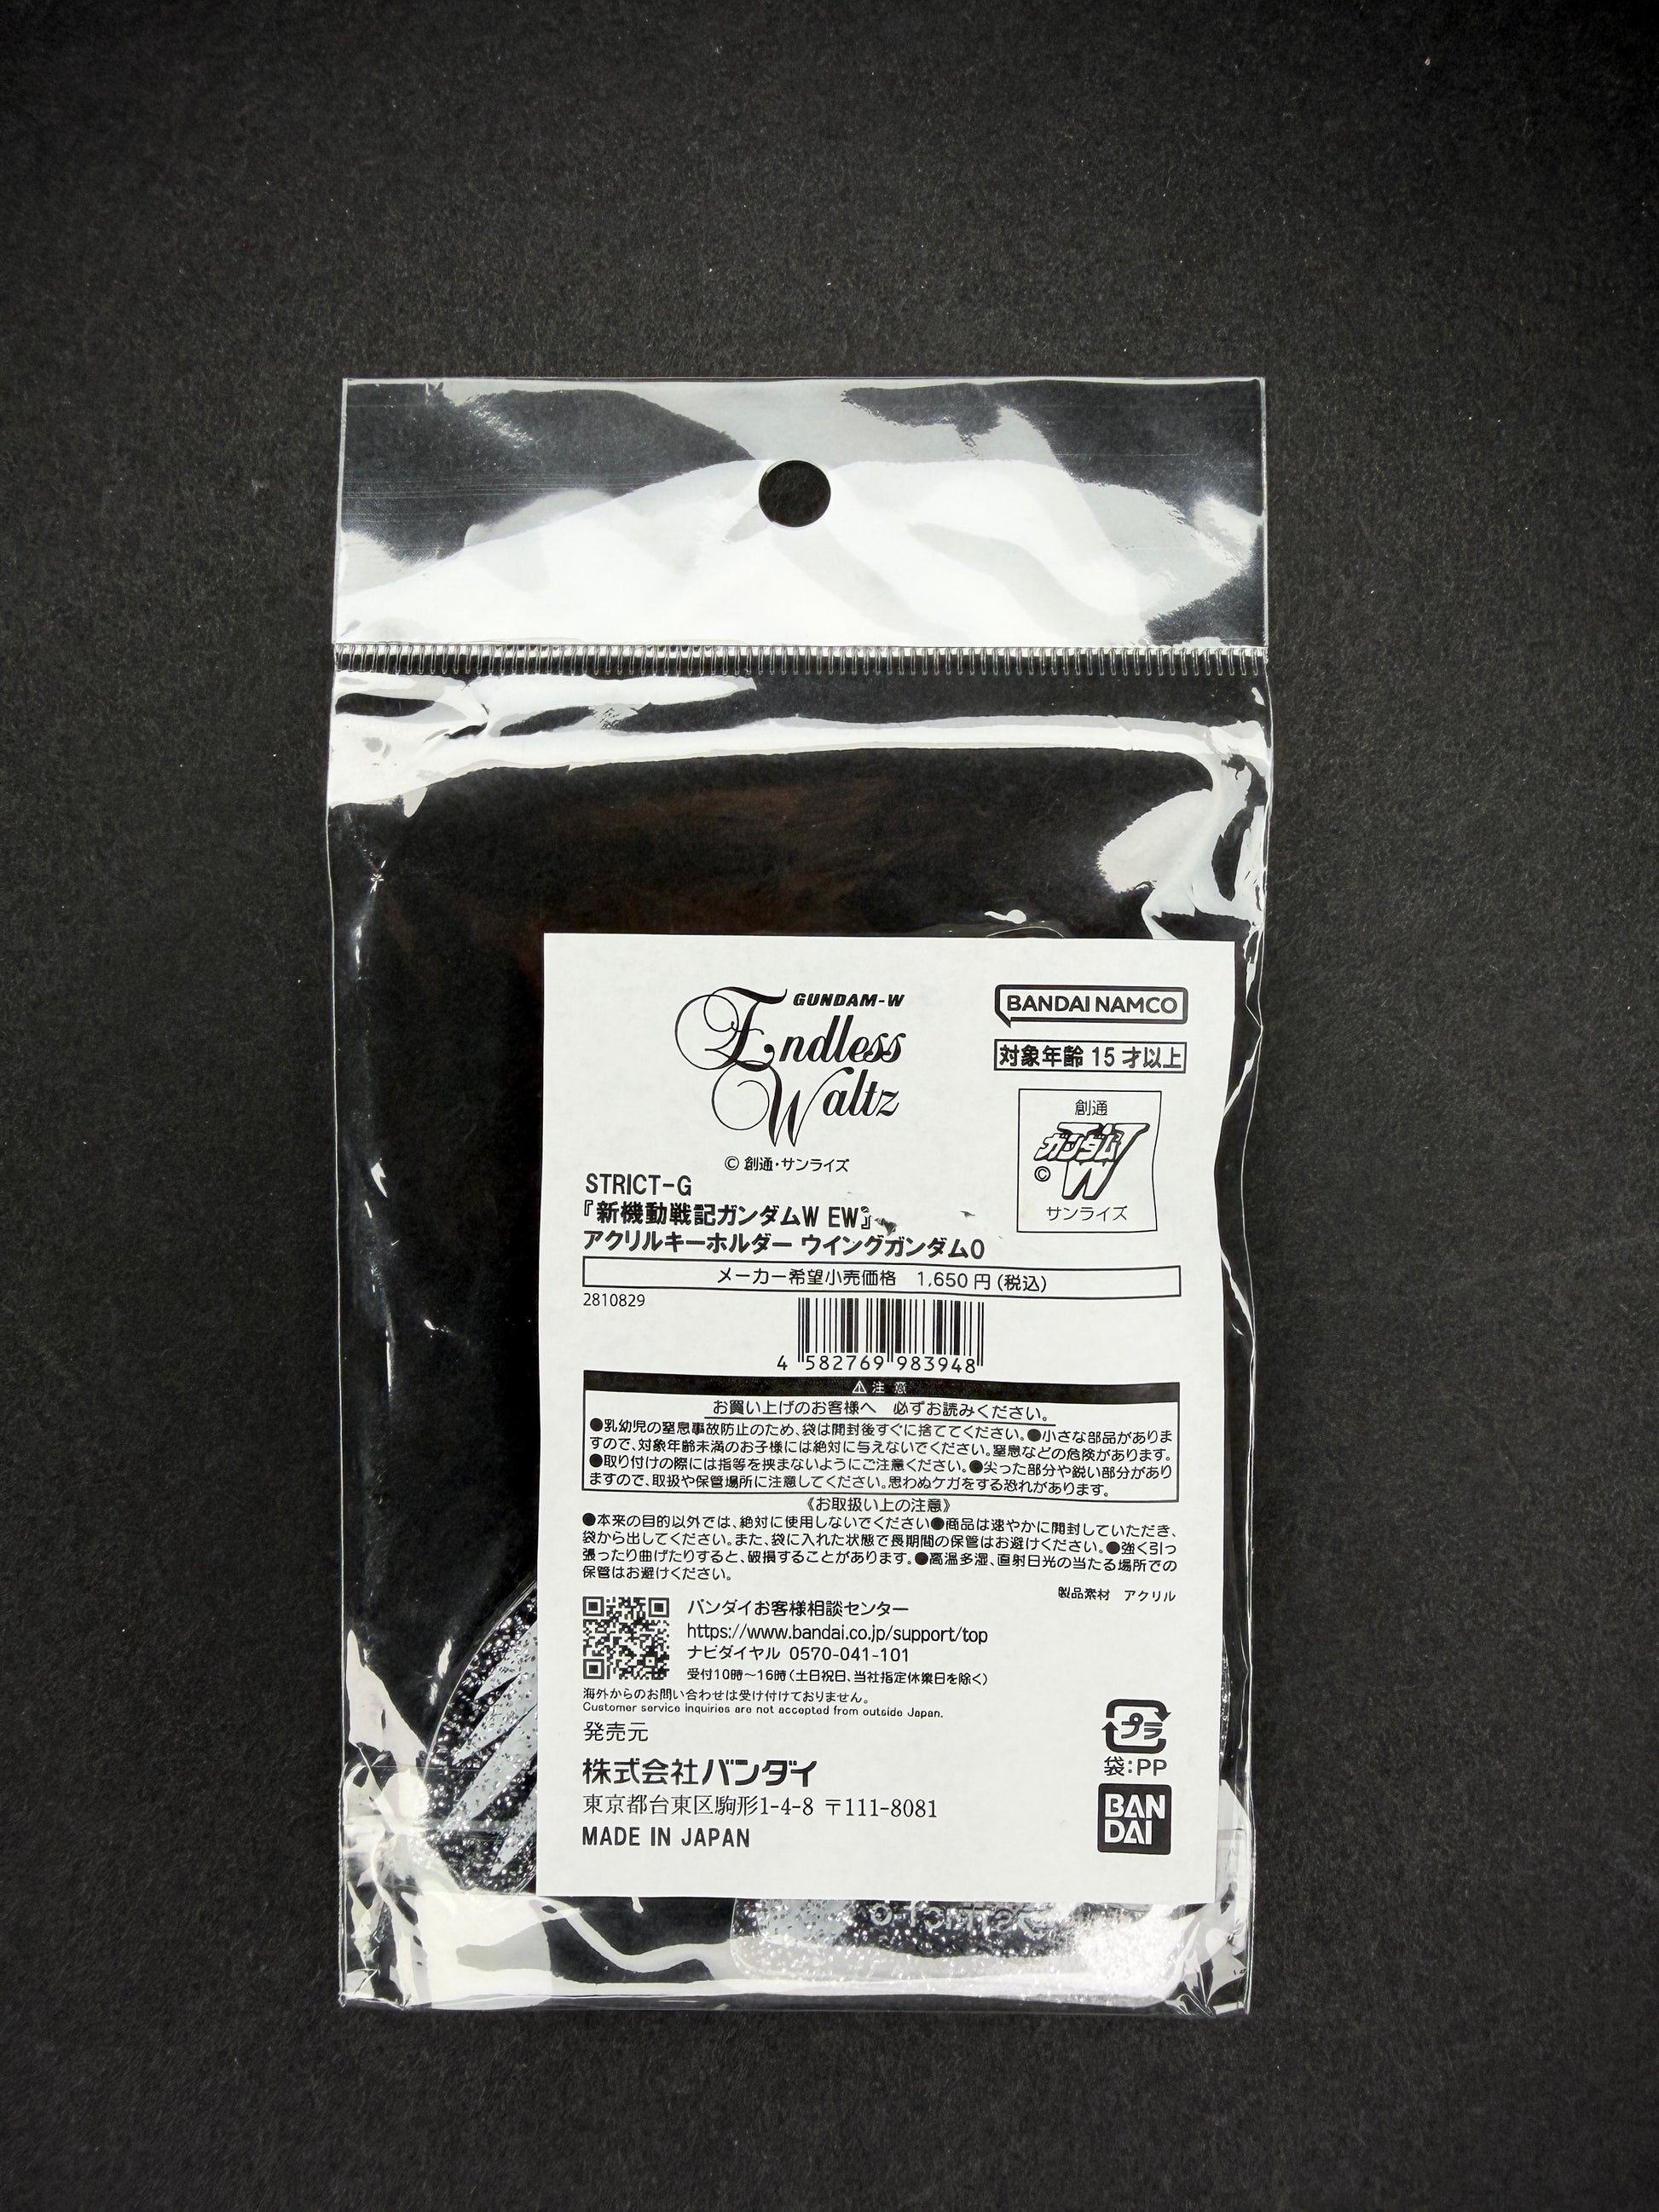 GUNDAM-W
Endless
Waltz
© 創通・サンライズ
BANDAI NAMCO
対象年齢 15 才以上
創通
ガンダム
W
©
サンライズ
STRICT-G
『新機動戦記ガンダムW EW』
アクリルキーホルダー ウイングガンダム0
メーカー希望小売価格 1,650 円 (税込)
2810829
4 582769 983948
⚠ 注 意
お買い上げのお客様へ 必ずお読みください。
●乳幼児の窒息事故防止のため、袋は開封後すぐに捨ててください。●小さな部品がありま
すので、対象年齢未満のお子様には絶対に与えないでください。窒息などの危険があります。
●取り付けの際には指等を挟まないようにご注意ください。●尖った部分や鋭い部分があり
ますので、取扱や保管場所に注意してください。思わぬケガをする恐れがあります。
《お取扱い上の注意》
●本来の目的以外では、絶対に使用しないでください●商品は速やかに開封していただき、
袋から出してください。また、袋に入れた状態で長期間の保管はお避けください。●強く引っ
張ったり曲げたりすると、破損することがあります。●高温多湿、直射日光の当たる場所での
保管はお避けください。
製品素材 アクリル
バンダイお客様相談センター
https://www.bandai.co.jp/support/top
ナビダイヤル 0570-041-101
受付10時～16時(土日祝日、当社指定休業日を除く)
海外からのお問い合わせは受け付けておりません。
Customer service inquiries are not accepted from outside Japan.
発売元
株式会社バンダイ
東京都台東区駒形1-4-8 〒111-8081
MADE IN JAPAN
プラ
袋:PP
BAN
DAI